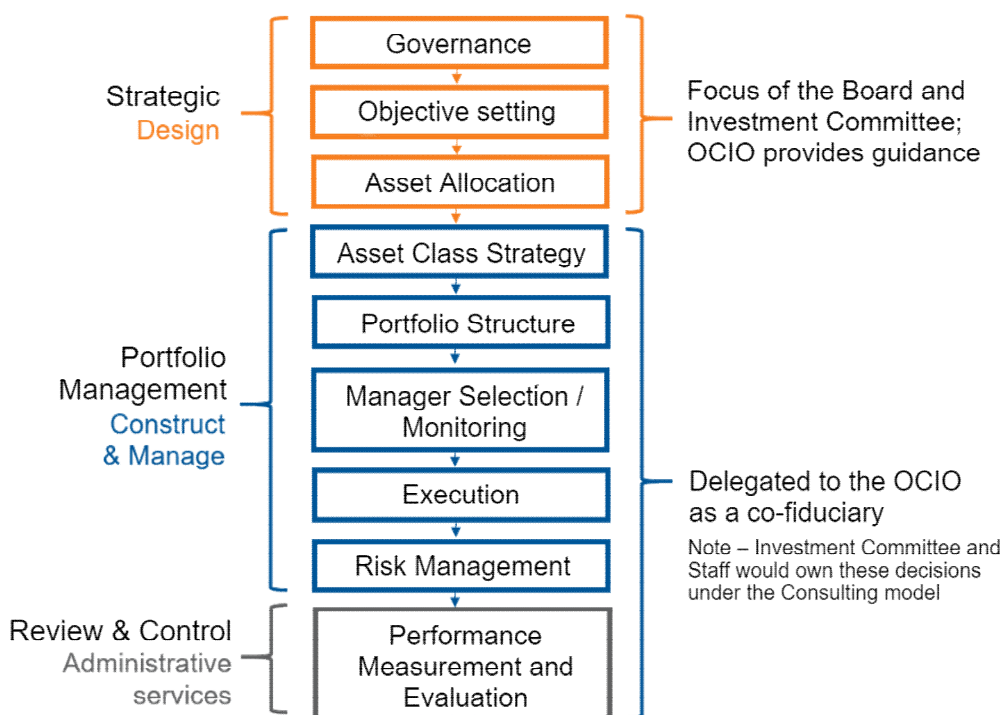 Strategic
Design
Governance
Objective setting
Asset Allocation
Focus of the Board and
Investment Committee;
OCIO provides guidance
Portfolio
Management
Construct
& Manage
Asset Class Strategy
Portfolio Structure
Manager Selection /
Monitoring
Execution
Risk Management
Delegated to the OCIO
as a co-fiduciary
Note – Investment Committee and
Staff would own these decisions
under the Consulting model
Review & Control
Administrative
services
Performance
Measurement and
Evaluation